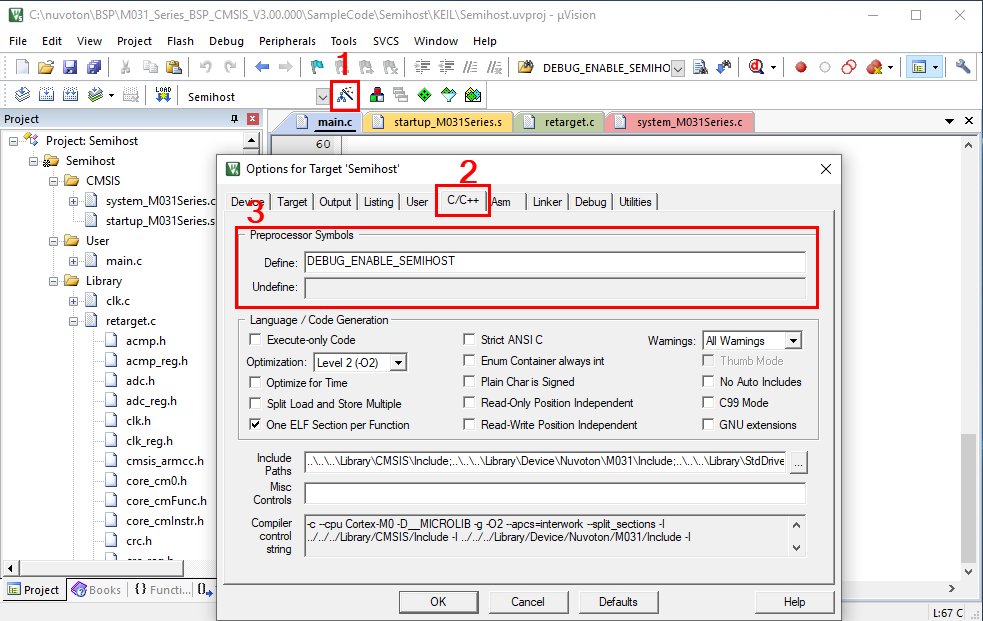 C:\nuvoton\BSP\M031_Series_BSP_CMSIS_V3.00.000\SampleCode\Semihost\KEIL\Semihost.uvproj - µVision
File Edit View Project Flash Debug Peripherals Tools SVCS Window Help
1
DEBUG_ENABLE_SEMIHO
LOAD
Semihost
Project
main.c startup_M031Series.s retarget.c system_M031Series.c
60
Project: Semihost
Semihost
CMSIS
system_M031Series.c
startup_M031Series.s
User
main.c
Library
clk.c
retarget.c
acmp.h
acmp_reg.h
adc.h
adc_reg.h
clk.h
clk_reg.h
cmsis_armcc.h
core_cm0.h
core_cmFunc.h
core_cmInstr.h
crc.h
crc_reg.h
Project Books {} Functi... 0
Options for Target 'Semihost'
2
Device Target Output Listing User C/C++ Asm Linker Debug Utilities
3
Preprocessor Symbols
Define: DEBUG_ENABLE_SEMIHOST
Undefine:
Language / Code Generation
Execute-only Code Strict ANSI C Warnings: All Warnings
Optimization: Level 2 (-O2) Enum Container always int Thumb Mode
Optimize for Time Plain Char is Signed No Auto Includes
Split Load and Store Multiple Read-Only Position Independent C99 Mode
One ELF Section per Function Read-Write Position Independent GNU extensions
Include Paths ..\..\..\Library\CMSIS\Include;..\..\..\Library\Device\Nuvoton\M031\Include;..\..\..\Library\StdDrive ...
Misc Controls
Compiler control string
-c --cpu Cortex-M0 -D__MICROLIB -g -O2 --apcs=interwork --split_sections -I
../../../Library/CMSIS/Include -I ../../../Library/Device/Nuvoton/M031/Include -I
OK Cancel Defaults Help
L:67 C